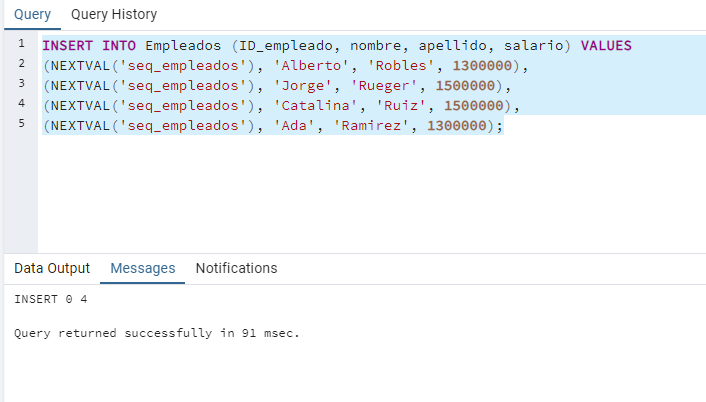 Query Query History
1 INSERT INTO Empleados (ID_empleado, nombre, apellido, salario) VALUES
2 (NEXTVAL('seq_empleados'), 'Alberto', 'Robles', 1300000),
3 (NEXTVAL('seq_empleados'), 'Jorge', 'Rueger', 1500000),
4 (NEXTVAL('seq_empleados'), 'Catalina', 'Ruiz', 1500000),
5 (NEXTVAL('seq_empleados'), 'Ada', 'Ramirez', 1300000);
Data Output Messages Notifications
INSERT 0 4
Query returned successfully in 91 msec.